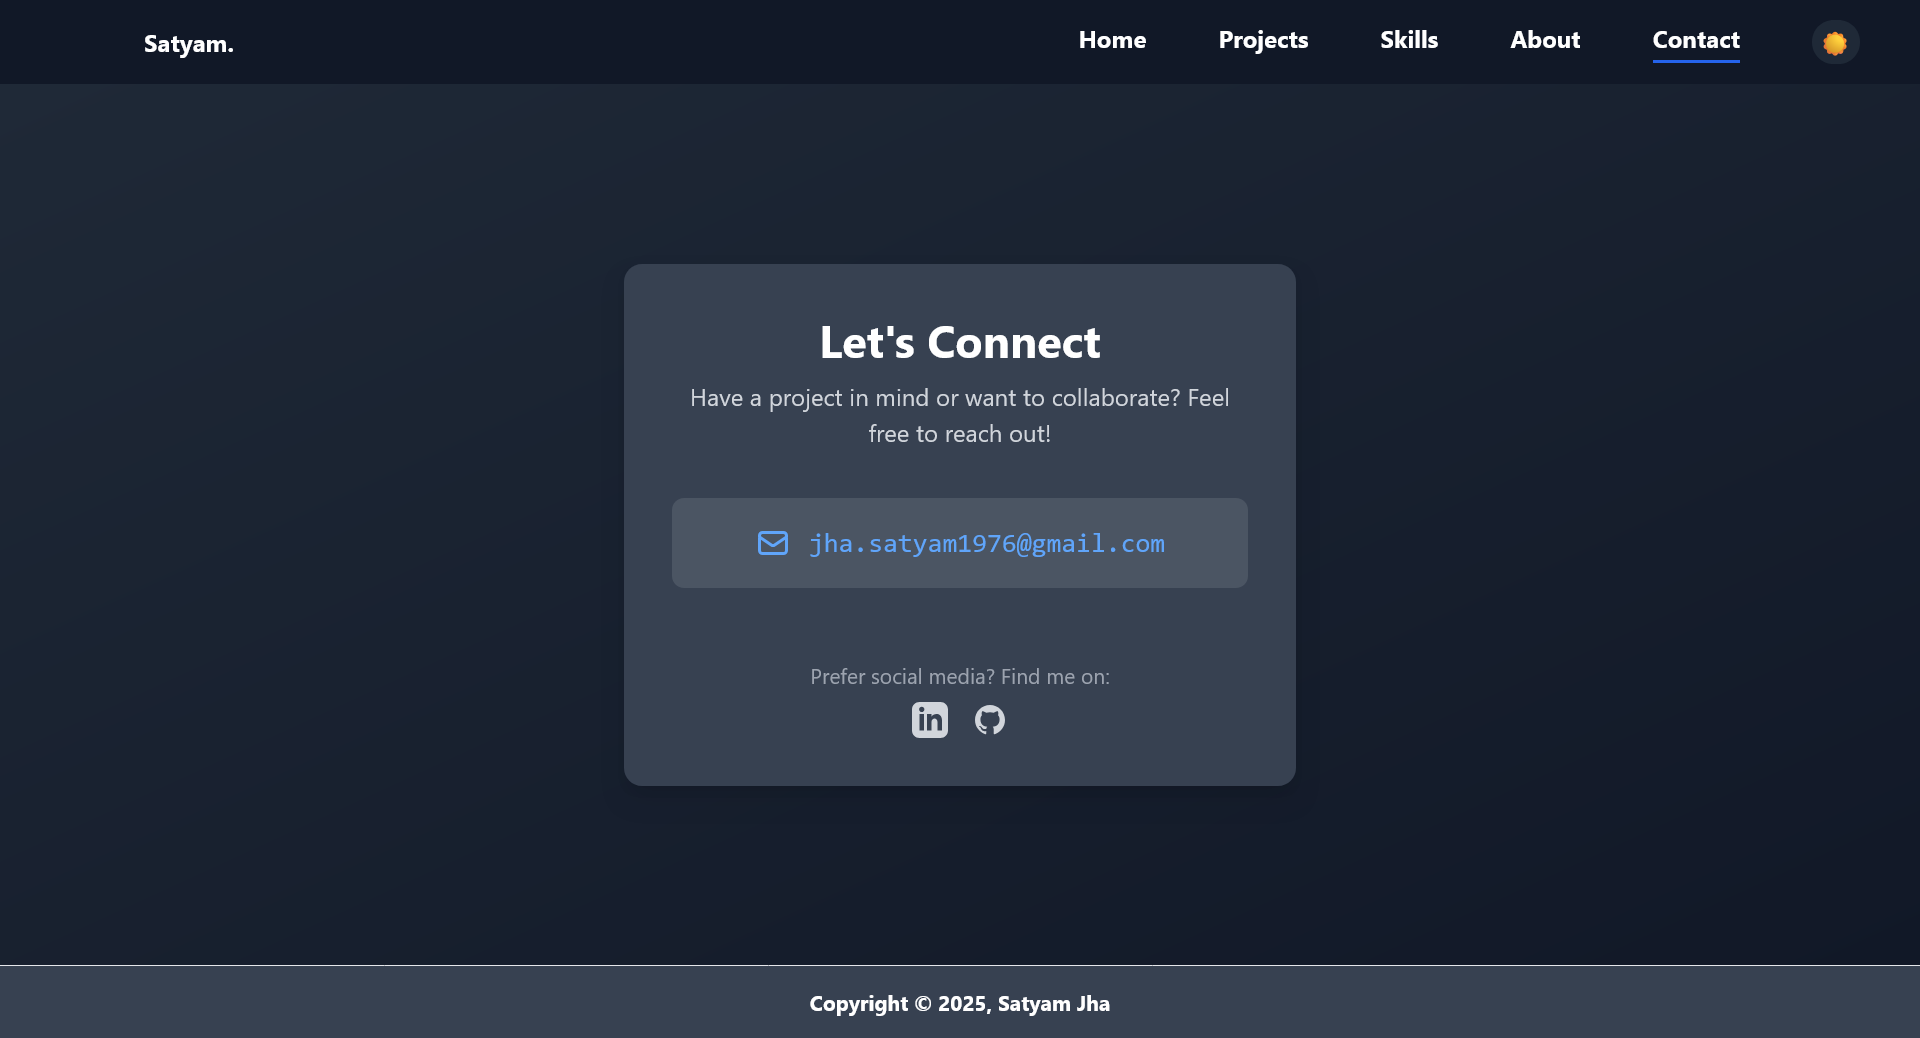 Satyam.
Home Projects Skills About Contact
Let's Connect
Have a project in mind or want to collaborate? Feel
free to reach out!
jha.satyam1976@gmail.com
Prefer social media? Find me on:
in
Copyright © 2025, Satyam Jha